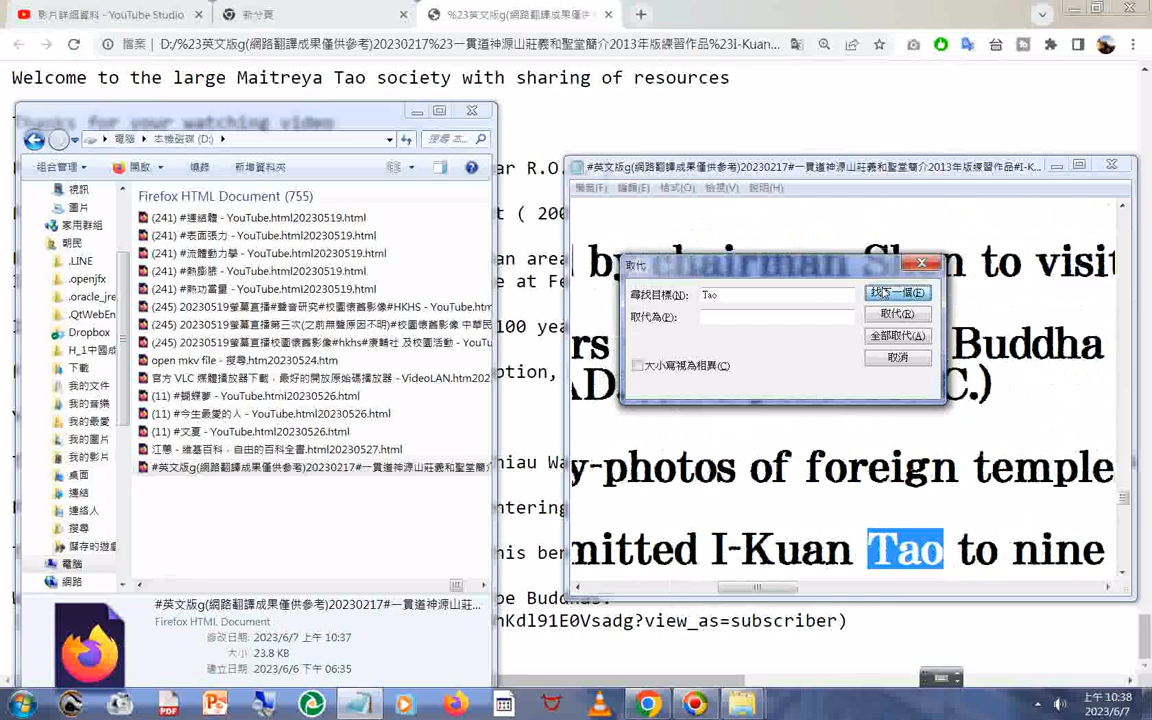 影片詳細資料 - YouTube Studio
新分頁
%23英文版g(網路翻譯成果僅供參
檔案
D:/%23英文版g(網路翻譯成果僅供參考)20230217%23一貫道神源山莊義和聖堂簡介2013年版練習作品%23I-Kuan...
Welcome to the large Maitreya Tao society with sharing of resources
Thanks for your watching video
電腦
本機磁碟 (D:)
搜尋 本...
組合管理
開啟
燒錄
新增資料夾
視訊
圖片
家用群組
朝民
.LINE
.openjfx
.oracle_jre
.QtWebEn
Dropbox
H_1中國成
下載
我的文件
我的音樂
我的最愛
我的圖片
我的影片
桌面
連結
連絡人
搜尋
儲存的遊戲
電腦
網路
Firefox HTML Document (755)
(241) #連結體 - YouTube.html20230519.html
(241) #表面張力 - YouTube.html20230519.html
(241) #流體動力學 - YouTube.html20230519.html
(241) #熱膨脹 - YouTube.html20230519.html
(241) #熱功當量 - YouTube.html20230519.html
(245) 20230519螢幕直播#聲音研究#校園懷舊影像#HKHS - YouTube.htm
(245) 20230519螢幕直播第三次(之前無聲原因不明)#校園懷舊影像 中華民
(245) 20230519螢幕直播#校園懷舊影像#hkhs#康輔社 及校園活動 - YouTub
open mkv file - 搜尋.htm20230524.htm
官方 VLC 媒體播放器下載，最好的開放原始碼播放器 - VideoLAN.htm202
(11) #蝴蝶夢 - YouTube.html20230526.html
(11) #今生最愛的人 - YouTube.html20230526.html
(11) #文夏 - YouTube.html20230526.html
江蕙 - 維基百科，自由的百科全書.html20230527.html
#英文版g(網路翻譯成果僅供參考)20230217#一貫道神源山莊義和聖堂簡介
#英文版g(網路翻譯成果僅供參考)20230217#一貫道神源山莊...
Firefox HTML Document
修改日期: 2023/6/7 上午 10:37
大小: 23.8 KB
建立日期: 2023/6/6 下午 06:35
ar R.O.
t ( 200
an area
e at Fe
100 yea
ption,
hiau Wa
ntering
his ben
be Buddhas.
nKdl91E0Vsadg?view_as=subscriber)
#英文版g(網路翻譯成果僅供參考)20230217#一貫道神源山莊義和聖堂簡介2013年版練習作品#I-K...
檔案(F)
編輯(E)
格式(O)
檢視(V)
說明(H)
by chairman Shen to visit
rs
Buddha
AD.
C.)
y-photos of foreign temple
mitted I-Kuan Tao to nine
取代
尋找目標(N):
Tao
找下一個(F)
取代為(P):
取代(R)
全部取代(A)
大小寫視為相異(C)
取消
上午 10:38
2023/6/7